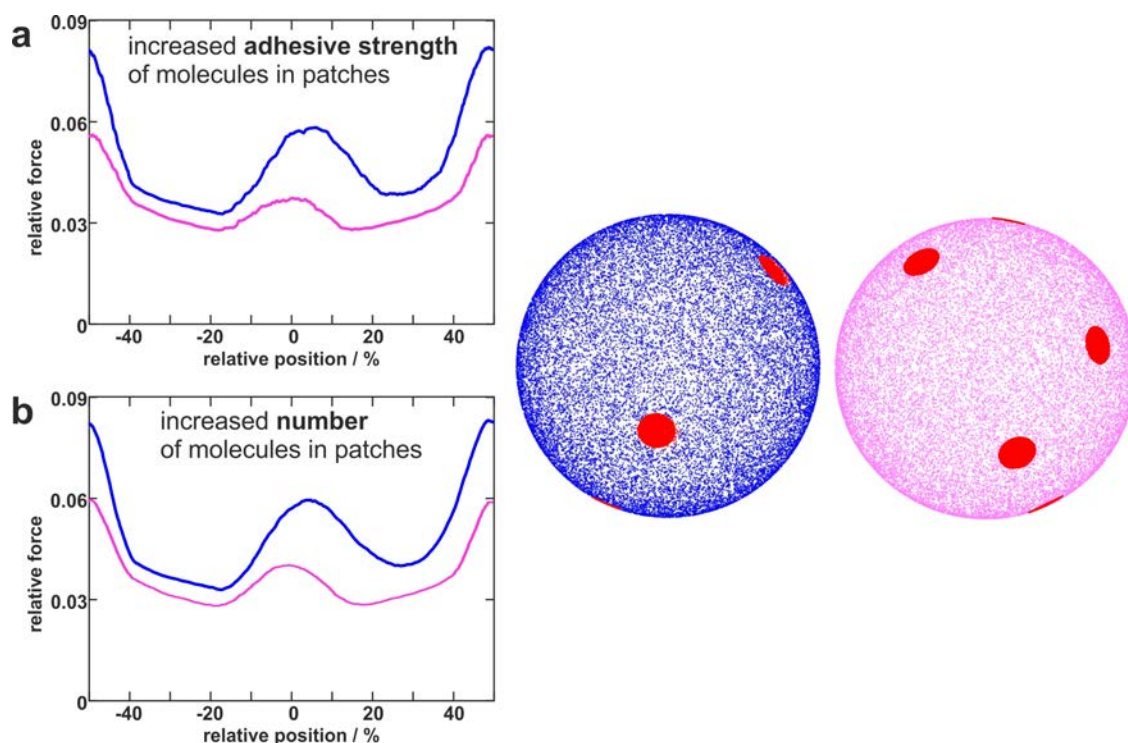 a
increased adhesive strength
of molecules in patches
relative force
0.09
0.06
0.03
0
-40 -20 0 20 40
relative position / %
b
increased number
of molecules in patches
relative force
0.09
0.06
0.03
0
-40 -20 0 20 40
relative position / %